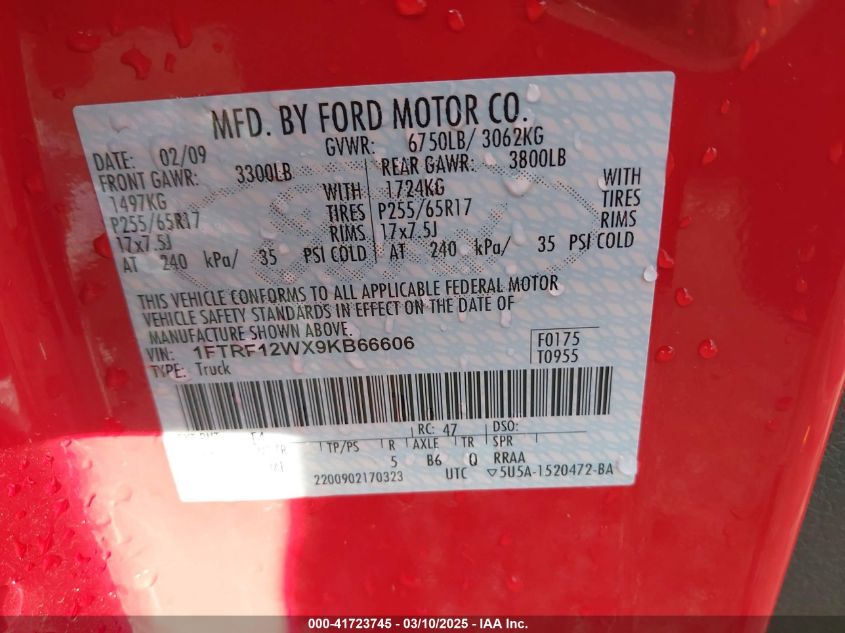 MFD. BY FORD MOTOR CO.
DATE: 02/09 GVWR: 6750LB/ 3062KG
FRONT GAWR: 3300LB REAR GAWR: 3800LB
1497KG WITH 1724KG WITH
P255/65R17 TIRES P255/65R17 TIRES
17x7.5J RIMS 17x7.5J RIMS
AT 240 kPa/ 35 PSI COLD AT 240 kPa/ 35 PSI COLD
THIS VEHICLE CONFORMS TO ALL APPLICABLE FEDERAL MOTOR
VEHICLE SAFETY STANDARDS IN EFFECT ON THE DATE OF
MANUFACTURE SHOWN ABOVE.
VIN: 1FTRF12WX9KB66606 F0175
TYPE: Truck T0955
RC: 47 DSO:
TP/PS R AXLE TR SPR
5 B6 Q RRAA
2200902170323 UTC ▽5U5A-1520472-BA
000-41723745 - 03/10/2025 - IAA Inc.